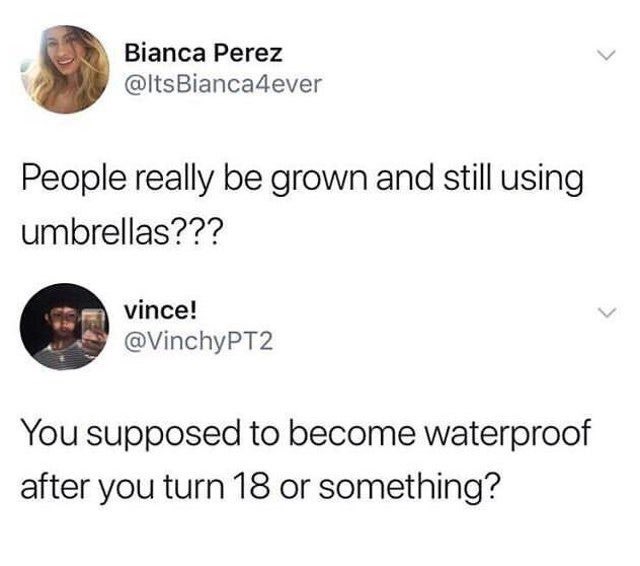 Bianca Perez
@ItsBianca4ever
People really be grown and still using
umbrellas???
vince!
@VinchyPT2
You supposed to become waterproof
after you turn 18 or something?